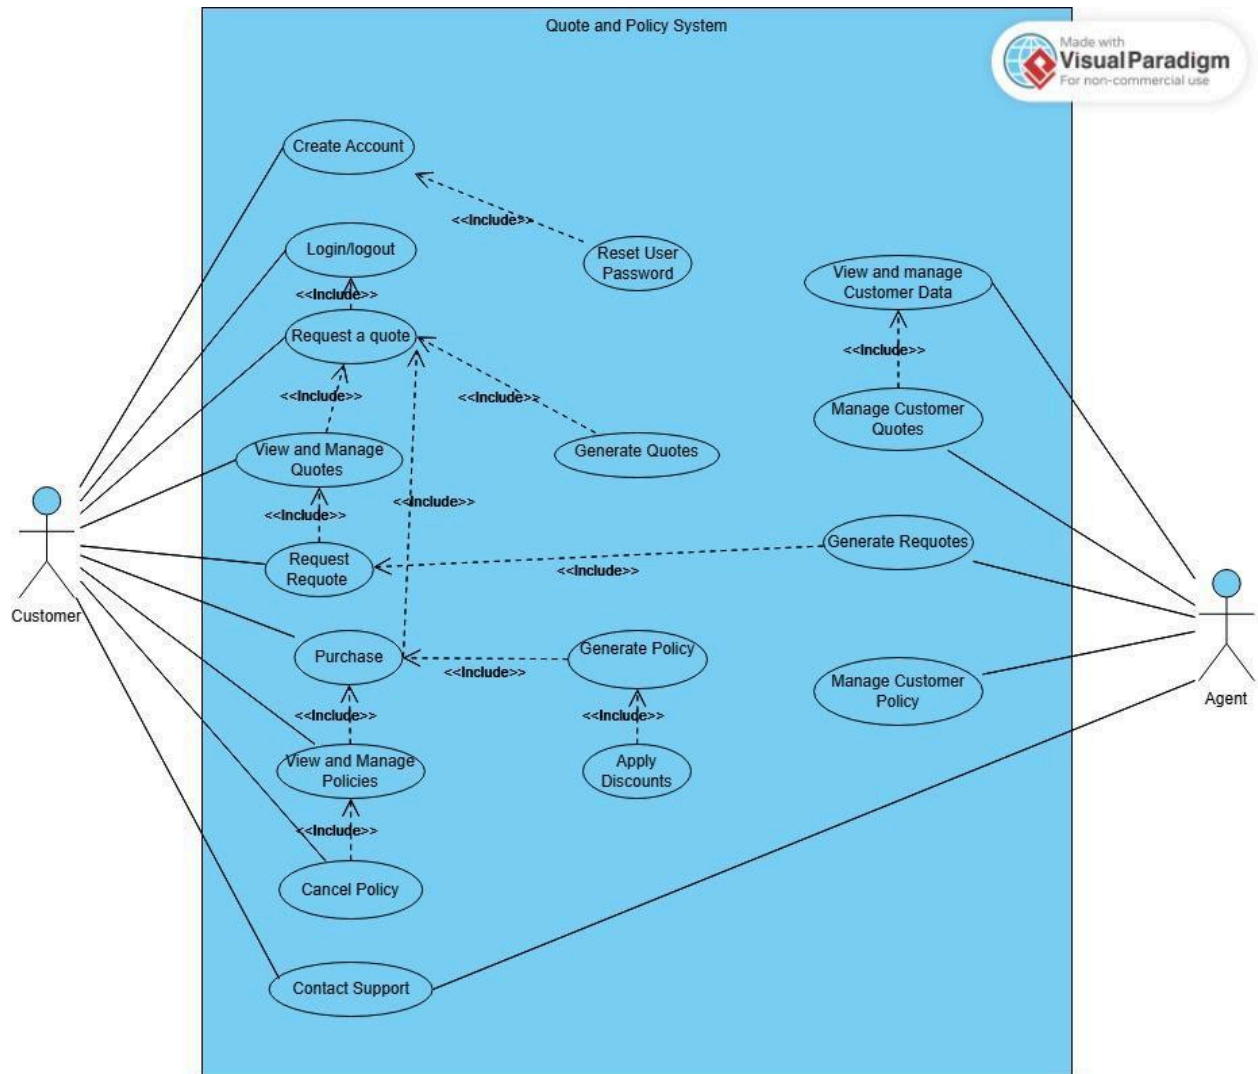 Quote and Policy System
Made with
Visual Paradigm
For non-commercial use
Create Account
<<Include>>
Login/logout
Reset User
Password
View and manage
Customer Data
<<Include>>
Request a quote
<<Include>>
<<Include>>
<<Include>>
Manage Customer
Quotes
View and Manage
Quotes
Generate Quotes
<<Include>>
<<Include>>
Generate Requotes
Request
Requote
<<Include>>
Customer
Purchase
Generate Policy
<<Include>>
Manage Customer
Policy
Agent
<<Include>>
<<Include>>
View and Manage
Policies
Apply
Discounts
<<Include>>
Cancel Policy
Contact Support